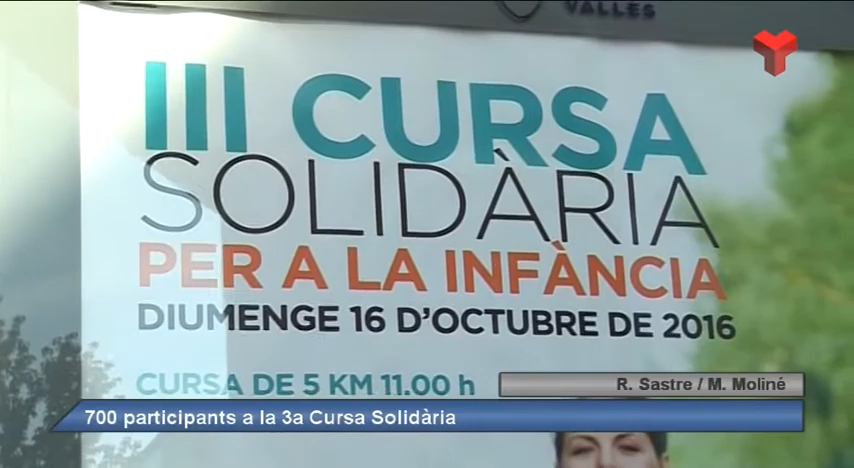 VALLÈS
III CURSA
SOLIDÀRIA
PER A LA INFÀNCIA
DIUMENGE 16 D'OCTUBRE DE 2016
CURSA DE 5 KM 11.00 h
R. Sastre / M. Moliné
700 participants a la 3a Cursa Solidària